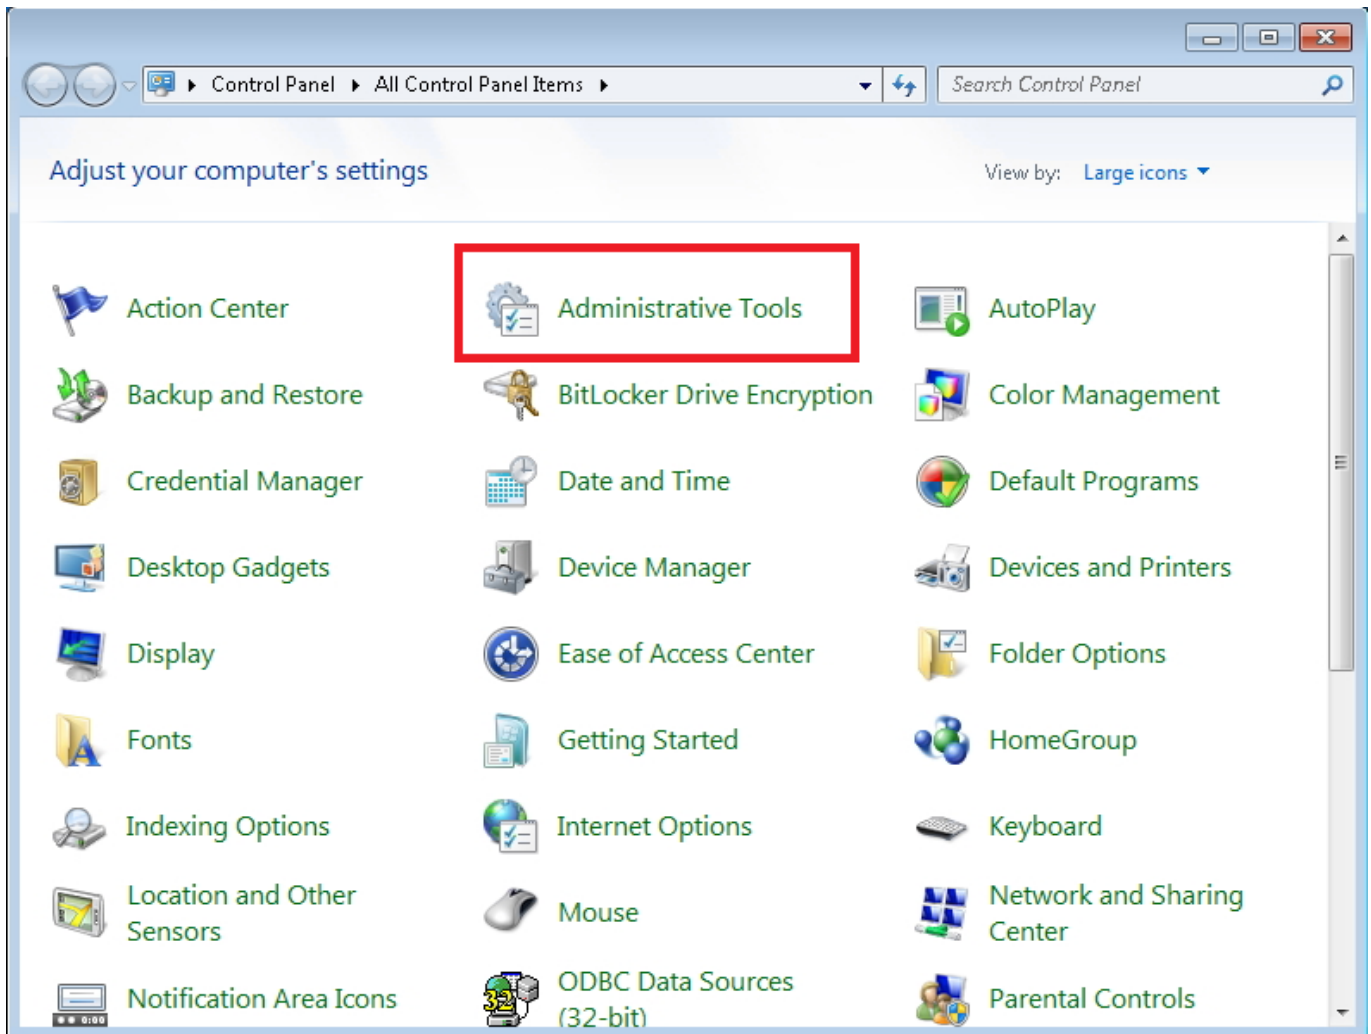 Control Panel All Control Panel Items
Search Control Panel
Adjust your computer's settings
View by: Large icons
Action Center
Administrative Tools
AutoPlay
Backup and Restore
BitLocker Drive Encryption
Color Management
Credential Manager
Date and Time
Default Programs
Desktop Gadgets
Device Manager
Devices and Printers
Display
Ease of Access Center
Folder Options
Fonts
Getting Started
HomeGroup
Indexing Options
Internet Options
Keyboard
Location and Other
Sensors
Mouse
Network and Sharing
Center
Notification Area Icons
32
ODBC Data Sources
(32-bit)
Parental Controls